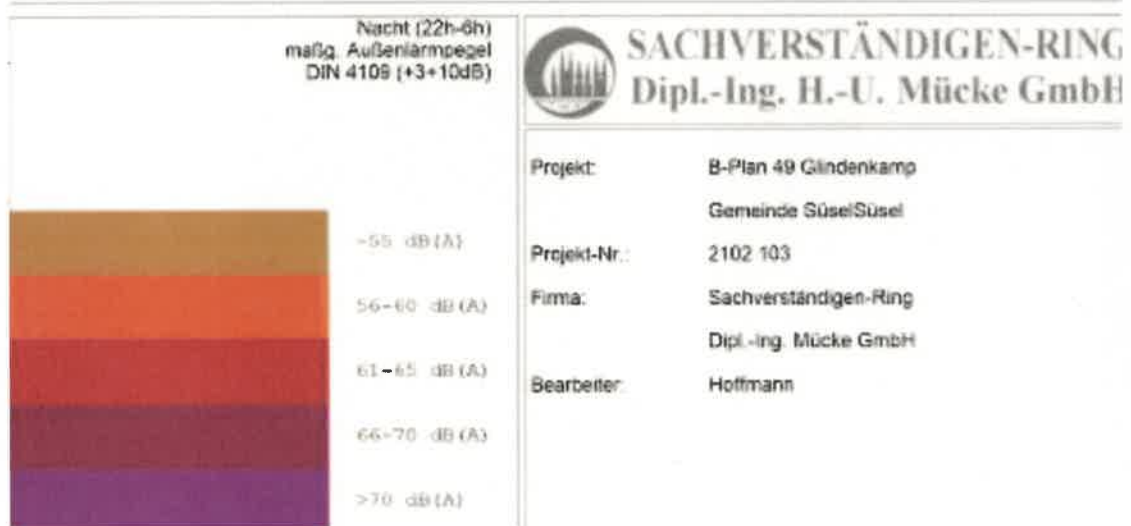 Nacht (22h-6h)
maßg. Außenlärmpegel
DIN 4109 (+3+10dB)
-55 dB(A)
56-60 dB(A)
61-65 dB(A)
66-70 dB(A)
>70 dB(A)
SACHVERSTÄNDIGEN-RING
Dipl.-Ing. H.-U. Mücke GmbH
Projekt: B-Plan 49 Glindenkamp
Gemeinde SüselSüsel
Projekt-Nr.: 2102 103
Firma: Sachverständigen-Ring
Dipl.-Ing. Mücke GmbH
Bearbeiter: Hoffmann